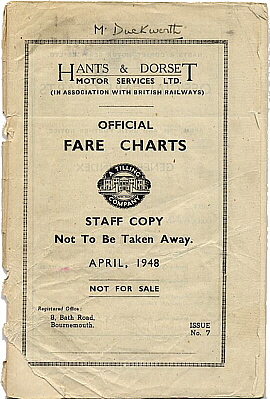 Mr Duckworth
HANTS & DORSET
MOTOR SERVICES LTD.
(IN ASSOCIATION WITH BRITISH RAILWAYS)
OFFICIAL
FARE CHARTS
A TILLING
COMPANY
STAFF COPY
Not To Be Taken Away.
APRIL, 1948
NOT FOR SALE
Registered Office:
8, Bath Road,
Bournemouth.
ISSUE
No. 7